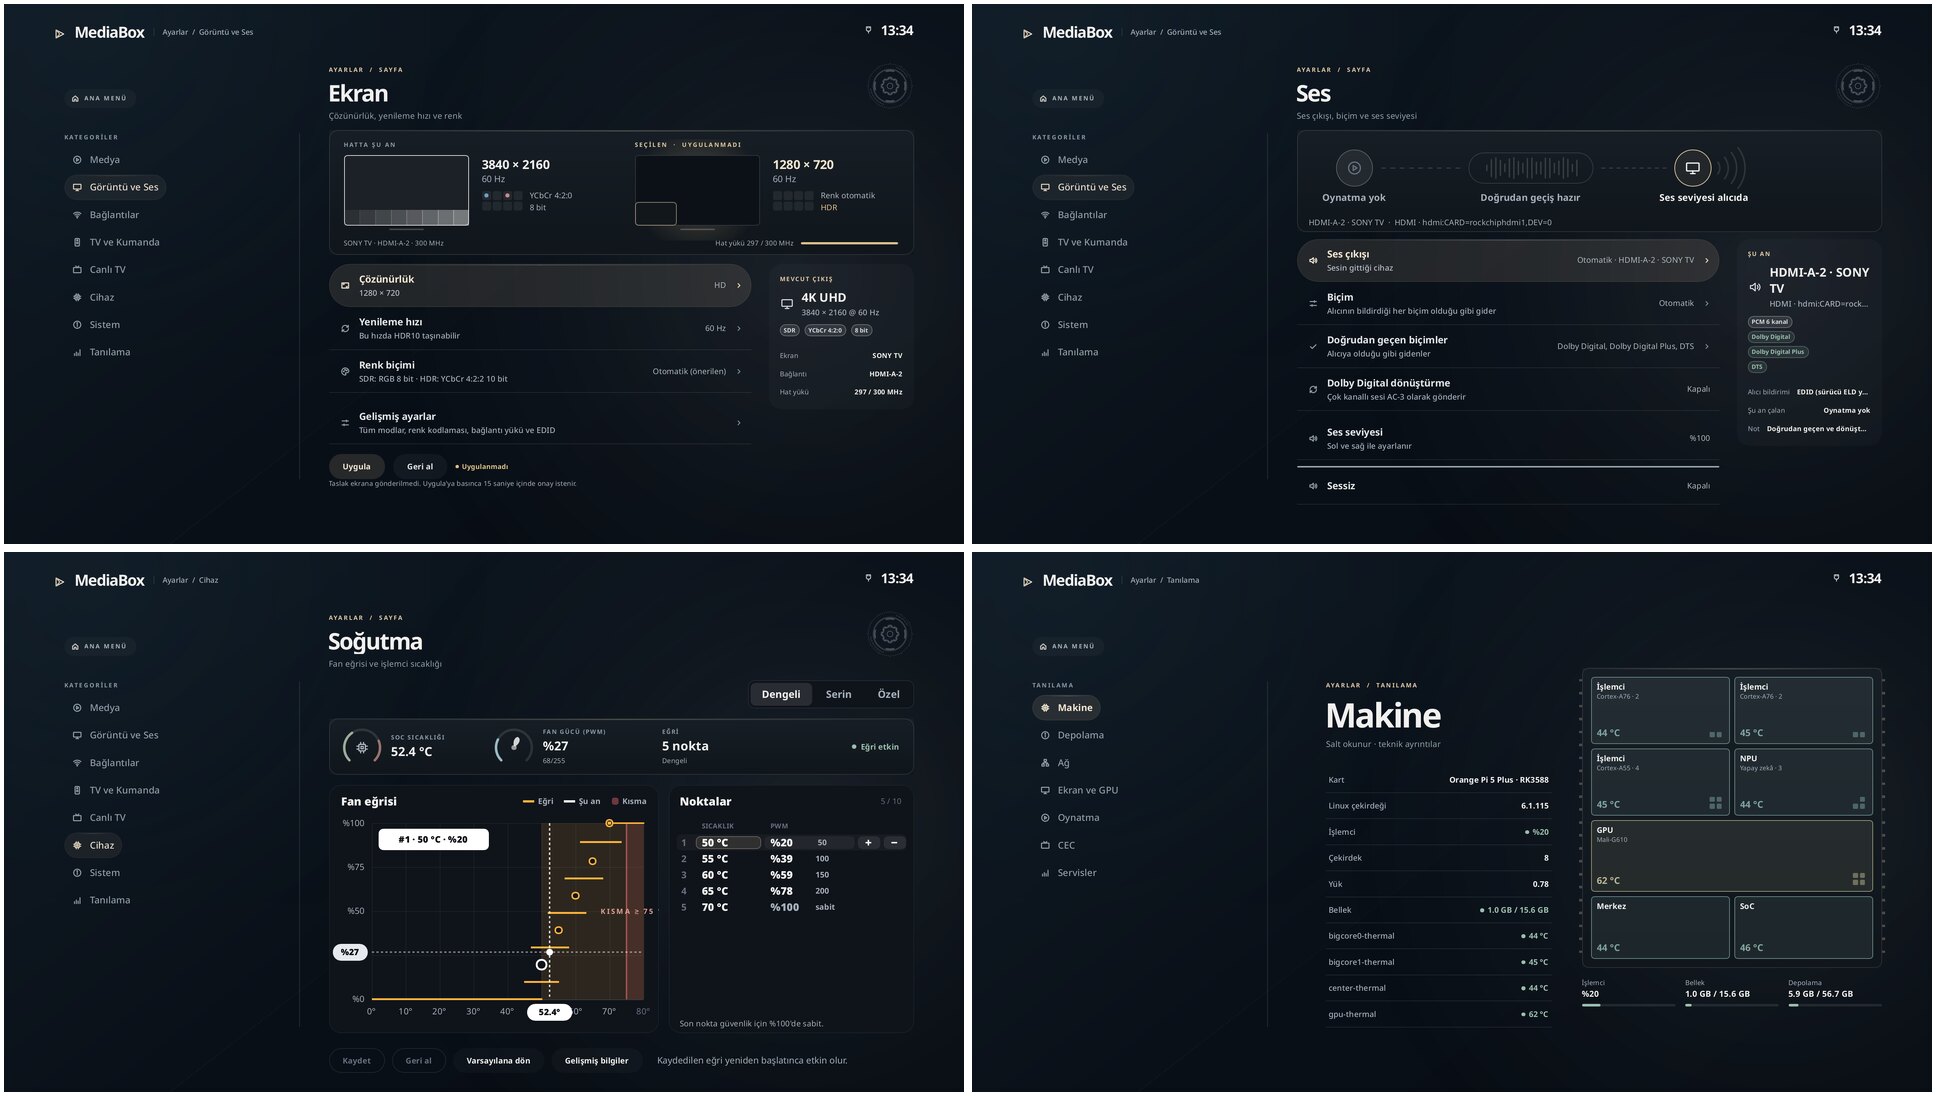 MediaBox
Ayarlar / Görüntü ve Ses
13:34
ANA MENÜ
KATEGORİLER
Medya
Görüntü ve Ses
Bağlantılar
TV ve Kumanda
Canlı TV
Cihaz
Sistem
Tanılama
AYARLAR / SAYFA
Ekran
Çözünürlük, yenileme hızı ve renk
HATTA ŞU AN
3840 × 2160
60 Hz
YCbCr 4:2:0
8 bit
SEÇİLEN · UYGULANMADI
1280 × 720
60 Hz
Renk otomatik
HDR
SONY TV · HDMI-A-2 · 300 MHz
Hat yükü 297 / 300 MHz
Çözünürlük
1280 × 720
HD
Yenileme hızı
Bu hızda HDR10 taşınabilir
60 Hz
Renk biçimi
SDR: RGB 8 bit · HDR: YCbCr 4:2:2 10 bit
Otomatik (önerilen)
Gelişmiş ayarlar
Tüm modlar, renk kodlaması, bağlantı yükü ve EDID
Uygula
Geri al
Uygulanmadı
Taslak ekrana gönderilmedi. Uygula'ya basınca 15 saniye içinde onay istenir.
MEVCUT ÇIKIŞ
4K UHD
3840 × 2160 @ 60 Hz
SDR YCbCr 4:2:0 8 bit
Ekran SONY TV
Bağlantı HDMI-A-2
Hat yükü 297 / 300 MHz
MediaBox
Ayarlar / Görüntü ve Ses
13:34
ANA MENÜ
KATEGORİLER
Medya
Görüntü ve Ses
Bağlantılar
TV ve Kumanda
Canlı TV
Cihaz
Sistem
Tanılama
AYARLAR / SAYFA
Ses
Ses çıkışı, biçim ve ses seviyesi
Oynatma yok
Doğrudan geçiş hazır
Ses seviyesi alıcıda
HDMI-A-2 · SONY TV · HDMI · hdmi:CARD=rockchiphdmi1,DEV=0
Ses çıkışı
Sesin gittiği cihaz
Otomatik · HDMI-A-2 · SONY TV
Biçim
Alıcının bildirdiği her biçim olduğu gibi gider
Otomatik
Doğrudan geçen biçimler
Alıcıya olduğu gibi gidenler
Dolby Digital, Dolby Digital Plus, DTS
Dolby Digital dönüştürme
Çok kanallı sesi AC-3 olarak gönderir
Kapalı
Ses seviyesi
Sol ve sağ ile ayarlanır
%100
Sessiz
Kapalı
ŞU AN
HDMI-A-2 · SONY
TV
HDMI · hdmi:CARD=rock...
PCM 6 kanal
Dolby Digital
Dolby Digital Plus
DTS
Alıcı bildirimi EDID (sürücü ELD y...
Şu an çalan Oynatma yok
Not Doğrudan geçen ve dönüşt...
MediaBox
Ayarlar / Cihaz
13:34
ANA MENÜ
KATEGORİLER
Medya
Görüntü ve Ses
Bağlantılar
TV ve Kumanda
Canlı TV
Cihaz
Sistem
Tanılama
AYARLAR / SAYFA
Soğutma
Fan eğrisi ve işlemci sıcaklığı
Dengeli Serin Özel
SOC SICAKLIĞI
52.4 °C
FAN GÜCÜ (PWM)
%27
68/255
EĞRİ
5 nokta
Dengeli
Eğri etkin
Fan eğrisi
Eğri Şu an Kısma
%100
#1 · 50 °C · %20
%75
%50
KISMA ≥ 75
%27
%0
0° 10° 20° 30° 40° 52.4° 0° 70° 80°
Noktalar
5 / 10
SICAKLIK PWM
1 50 °C %20 50 + −
2 55 °C %39 100
3 60 °C %59 150
4 65 °C %78 200
5 70 °C %100 sabit
Son nokta güvenlik için %100'de sabit.
Kaydet
Geri al
Varsayılana dön
Gelişmiş bilgiler
Kaydedilen eğri yeniden başlatınca etkin olur.
MediaBox
Ayarlar / Tanılama
13:34
ANA MENÜ
TANILAMA
Makine
Depolama
Ağ
Ekran ve GPU
Oynatma
CEC
Servisler
AYARLAR / TANILAMA
Makine
Salt okunur · teknik ayrıntılar
Kart Orange Pi 5 Plus · RK3588
Linux çekirdeği 6.1.115
İşlemci %20
Çekirdek 8
Yük 0.78
Bellek 1.0 GB / 15.6 GB
bigcore0-thermal 44 °C
bigcore1-thermal 45 °C
center-thermal 44 °C
gpu-thermal 62 °C
İşlemci
Cortex-A76 · 2
44 °C
İşlemci
Cortex-A76 · 2
45 °C
İşlemci
Cortex-A55 · 4
45 °C
NPU
Yapay zekâ · 3
44 °C
GPU
Mali-G610
62 °C
Merkez
44 °C
SoC
46 °C
İşlemci
%20
Bellek
1.0 GB / 15.6 GB
Depolama
5.9 GB / 56.7 GB